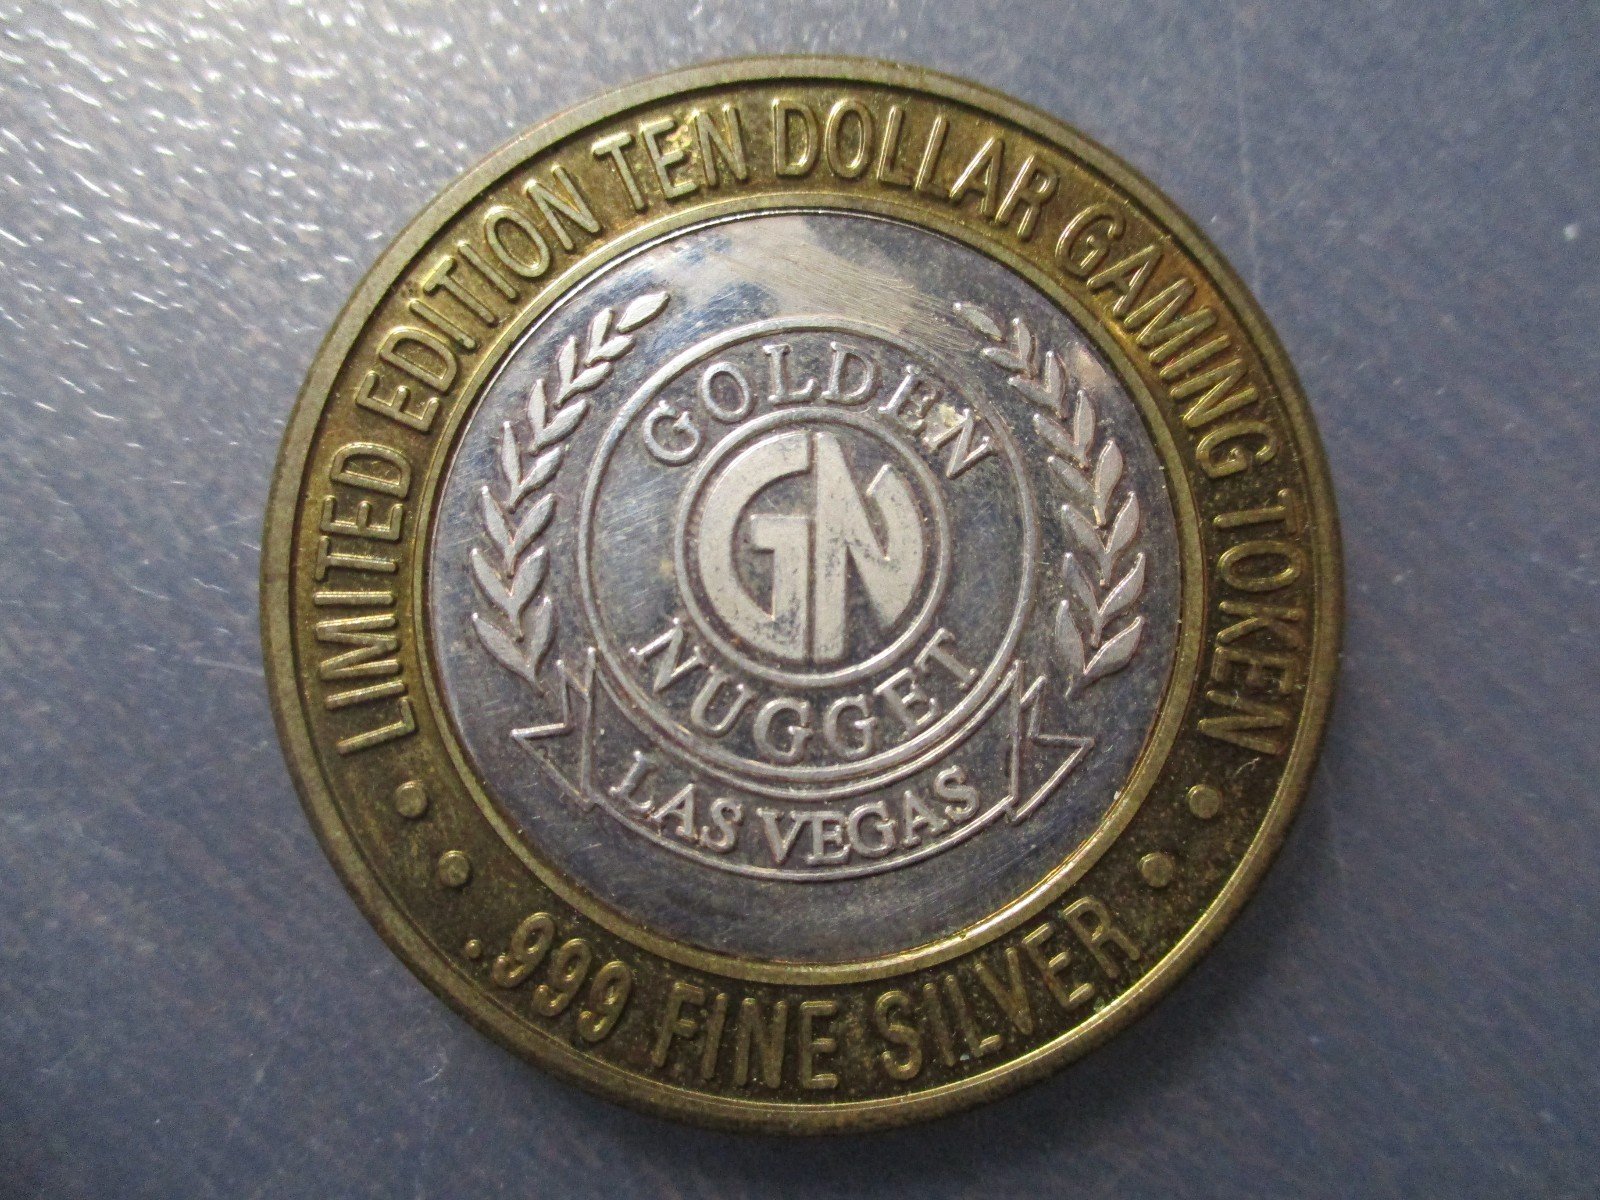 LIMITED EDITION TEN DOLLAR GAMING TOKEN
GOLDEN
GN
NUGGET
LAS VEGAS
.999 FINE SILVER